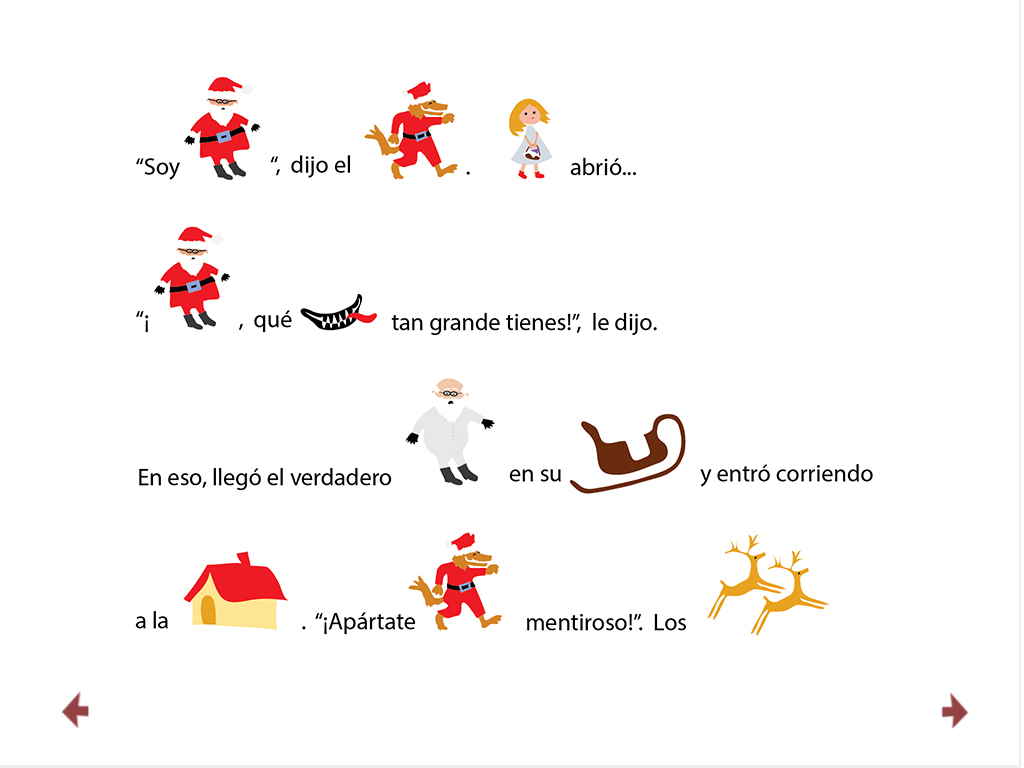 “Soy “, dijo el . abrió...
“¡ , qué tan grande tienes!”, le dijo.
En eso, llegó el verdadero en su y entró corriendo
a la . “¡Apártate mentiroso!”. Los